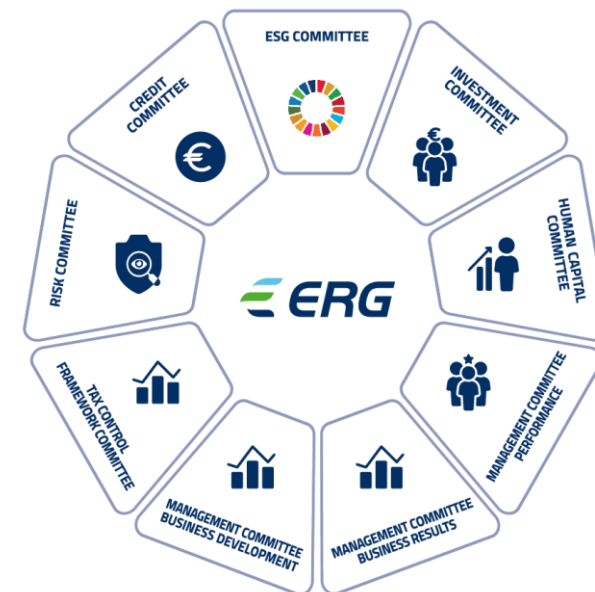 ESG COMMITTEE
INVESTMENT
COMMITTEE
HUMAN CAPITAL
COMMITTEE
MANAGEMENT COMMITTEE
PERFORMANCE
MANAGEMENT COMMITTEE
BUSINESS RESULTS
MANAGEMENT COMMITTEE
BUSINESS DEVELOPMENT
TAX CONTROL
FRAMEWORK COMMITTEE
RISK COMMITTEE
CREDIT
COMMITTEE
€
€
ERG